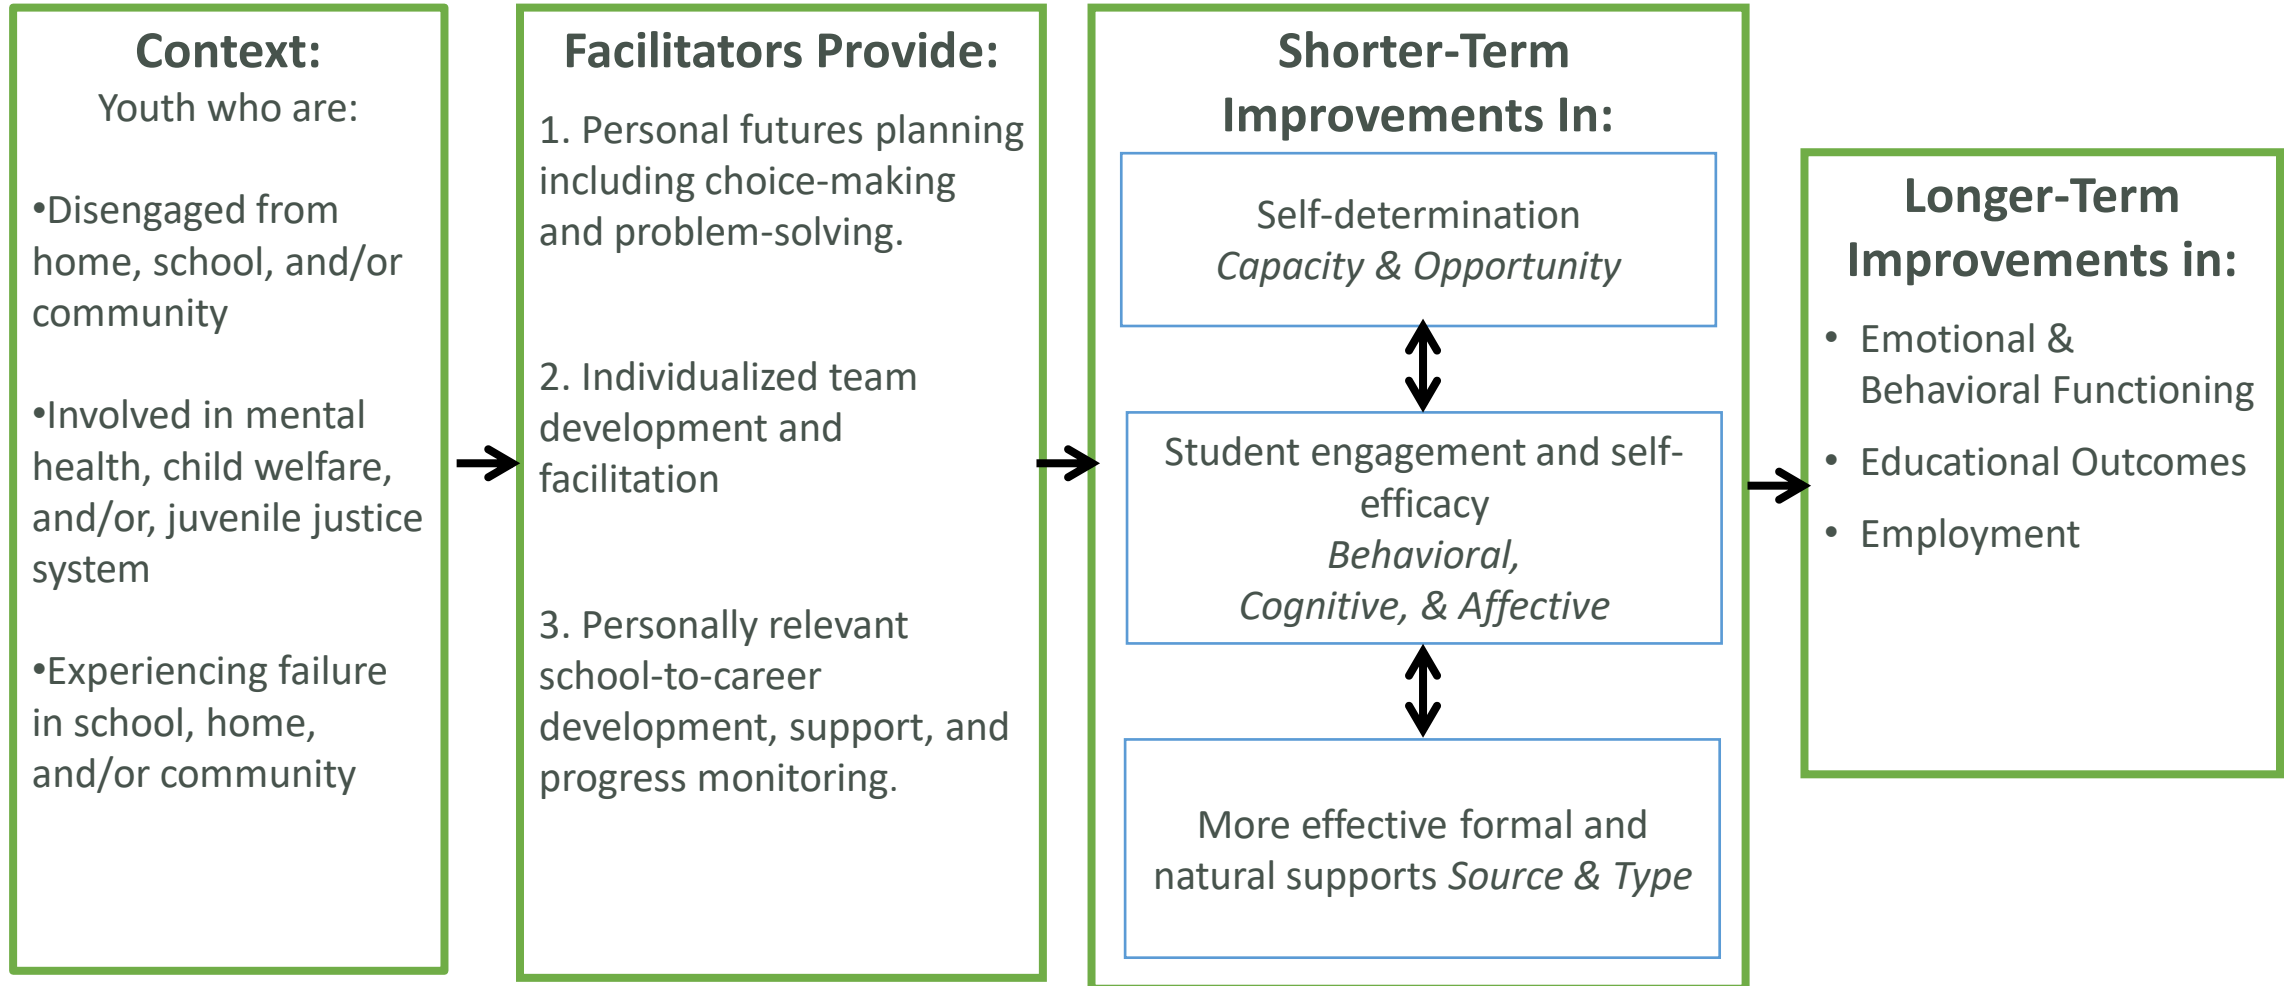 Context:
Youth who are:
•Disengaged from
home, school, and/or
community
•Involved in mental
health, child welfare,
and/or, juvenile justice
system
•Experiencing failure
in school, home,
and/or community
Facilitators Provide:
1. Personal futures planning
including choice-making
and problem-solving.
2. Individualized team
development and
facilitation
3. Personally relevant
school-to-career
development, support, and
progress monitoring.
Shorter-Term
Improvements In:
Self-determination
Capacity & Opportunity
Student engagement and self-
efficacy
Behavioral,
Cognitive, & Affective
More effective formal and
natural supports Source & Type
Longer-Term
Improvements in:
• Emotional &
Behavioral Functioning
• Educational Outcomes
• Employment